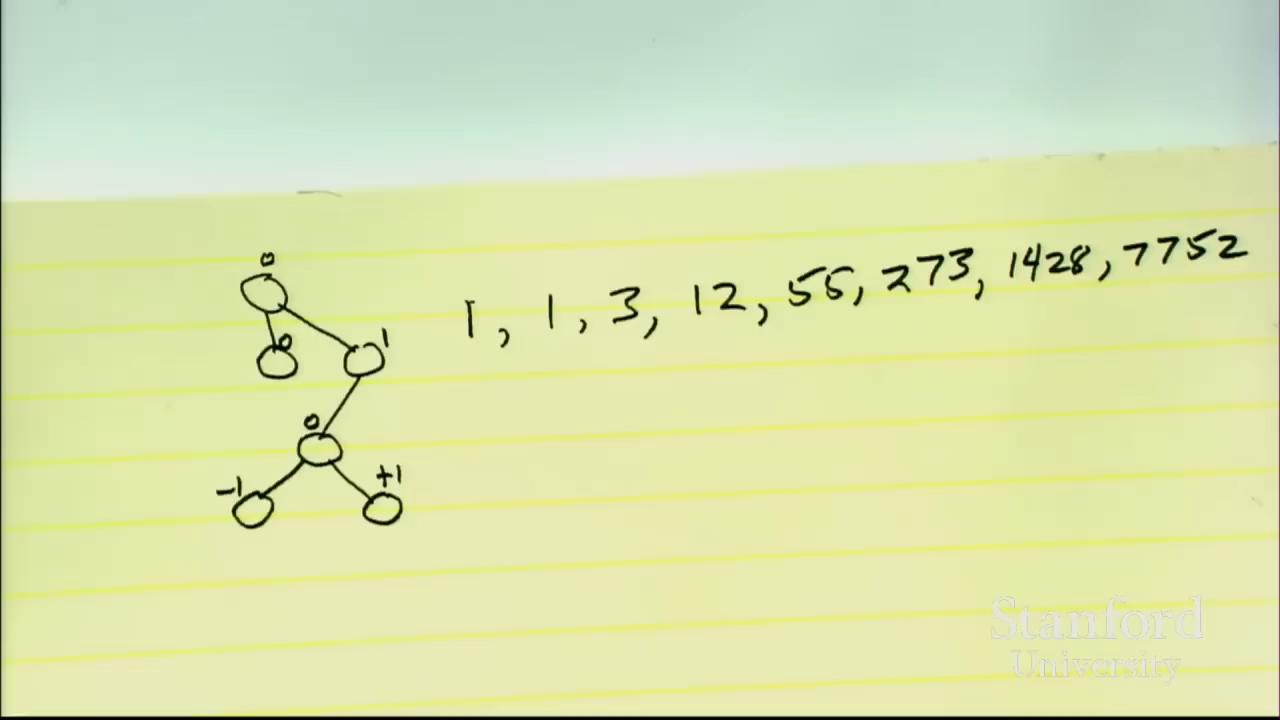 0
1, 1, 3, 12, 55, 273, 1428, 7752
0 1
0
-1 +1
Stanford
University